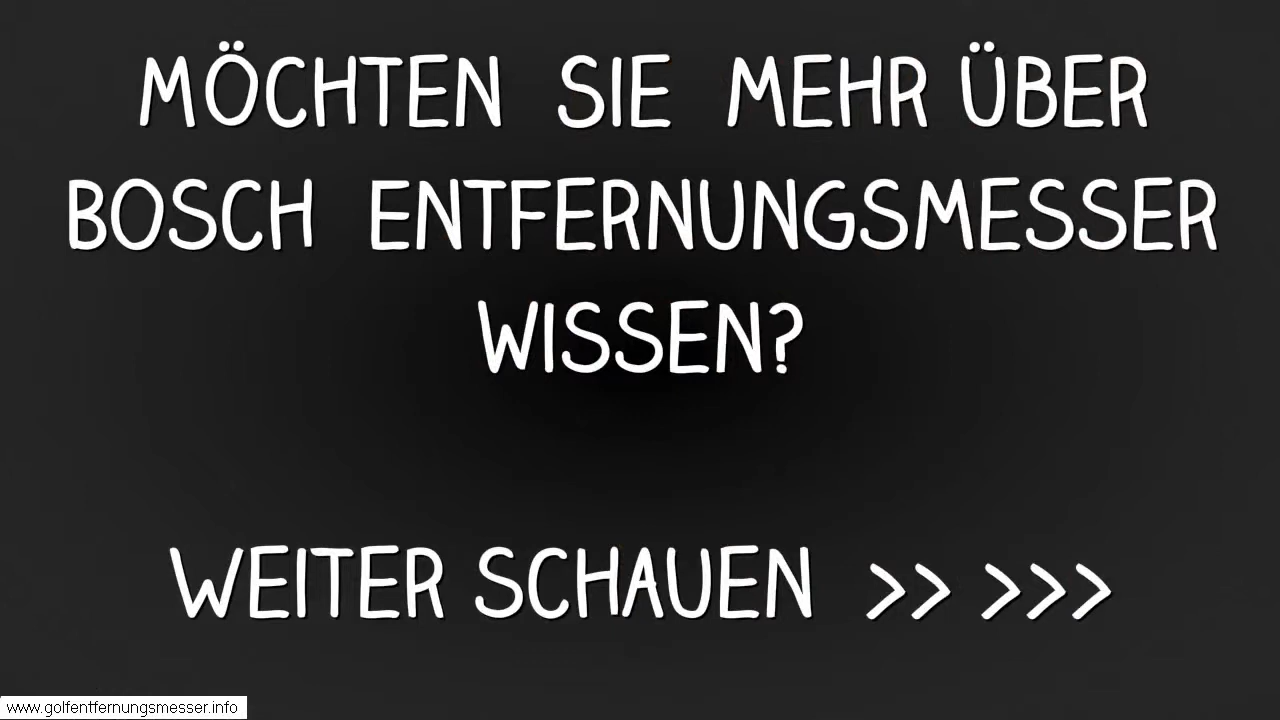 MÖCHTEN SIE MEHR ÜBER
BOSCH ENTFERNUNGSMESSER
WISSEN?
WEITER SCHAUEN >> >>>
www.golfentfernungsmesser.info